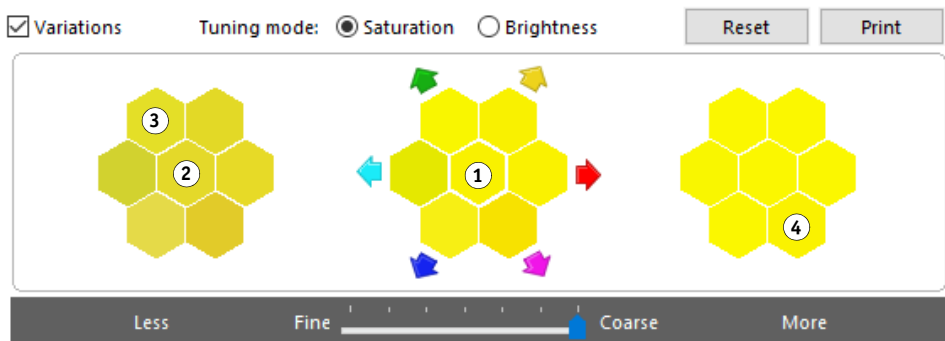 Variations Tuning mode: Saturation Brightness Reset Print
3
2 1
4
Less Fine Coarse More